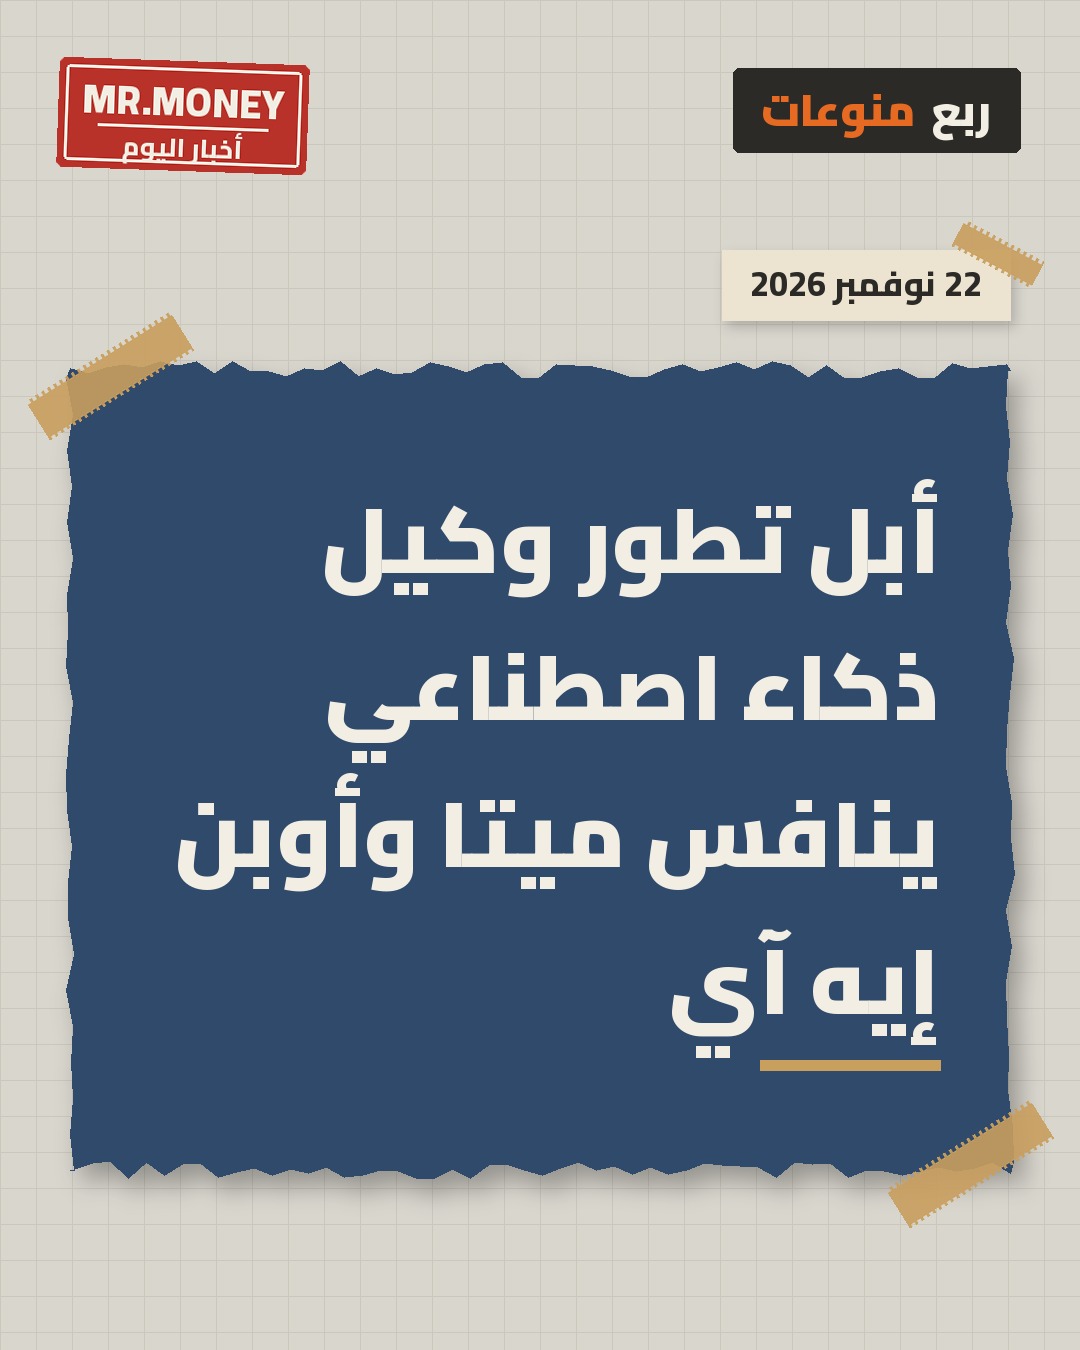 MR.MONEY
أخبار اليوم
ربع منوعات
22 نوفمبر 2026
أبل تطور وكيل
ذكاء اصطناعي
ينافس ميتا وأوبن
إيه آي